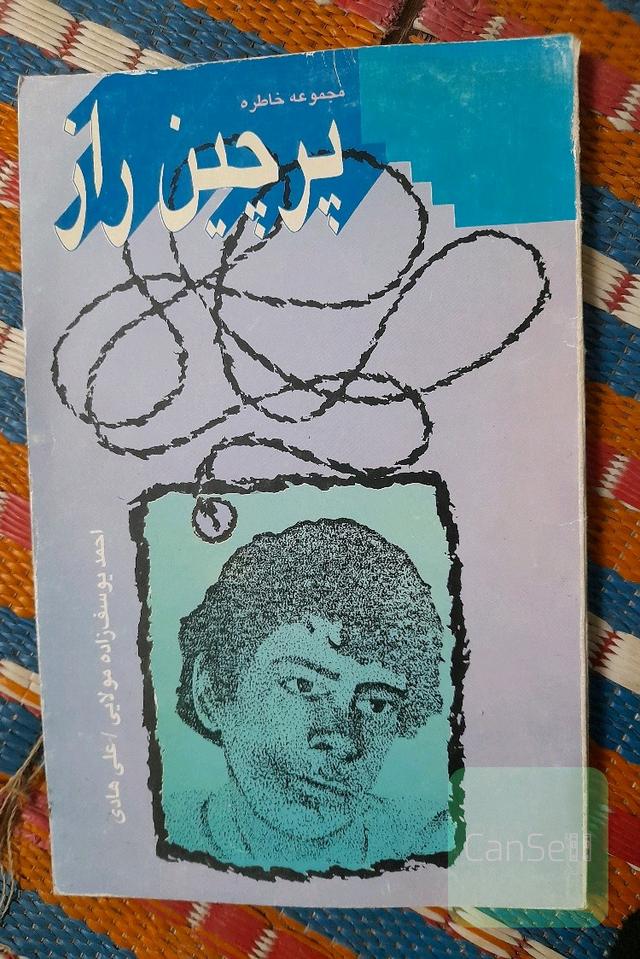 مجموعه خاطره
پرچین راز
احمد یوسف‌زاده مولایی / علی هادی
CanSell